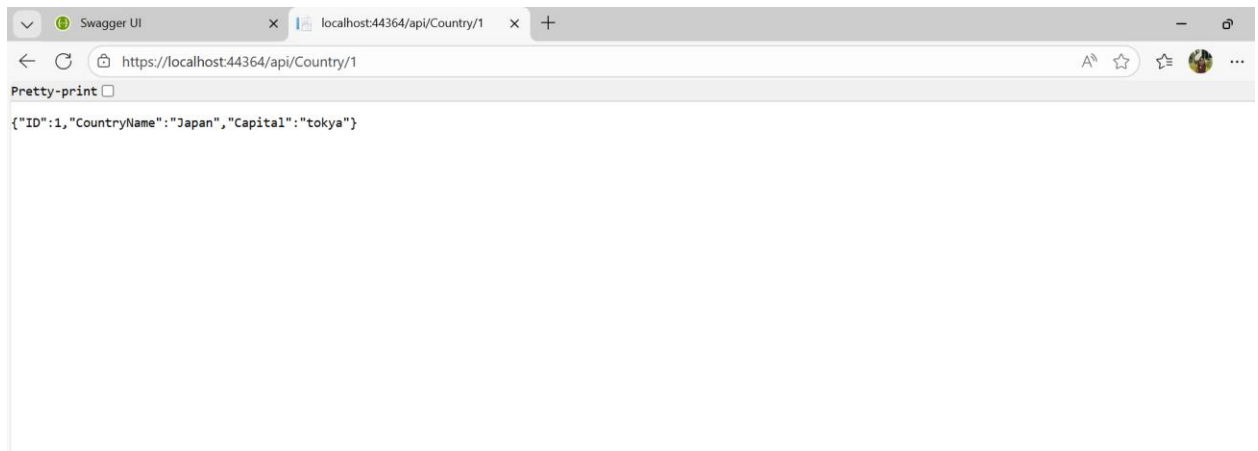 Swagger UI
localhost:44364/api/Country/1
https://localhost:44364/api/Country/1
Pretty-print
{"ID":1,"CountryName":"Japan","Capital":"tokya"}